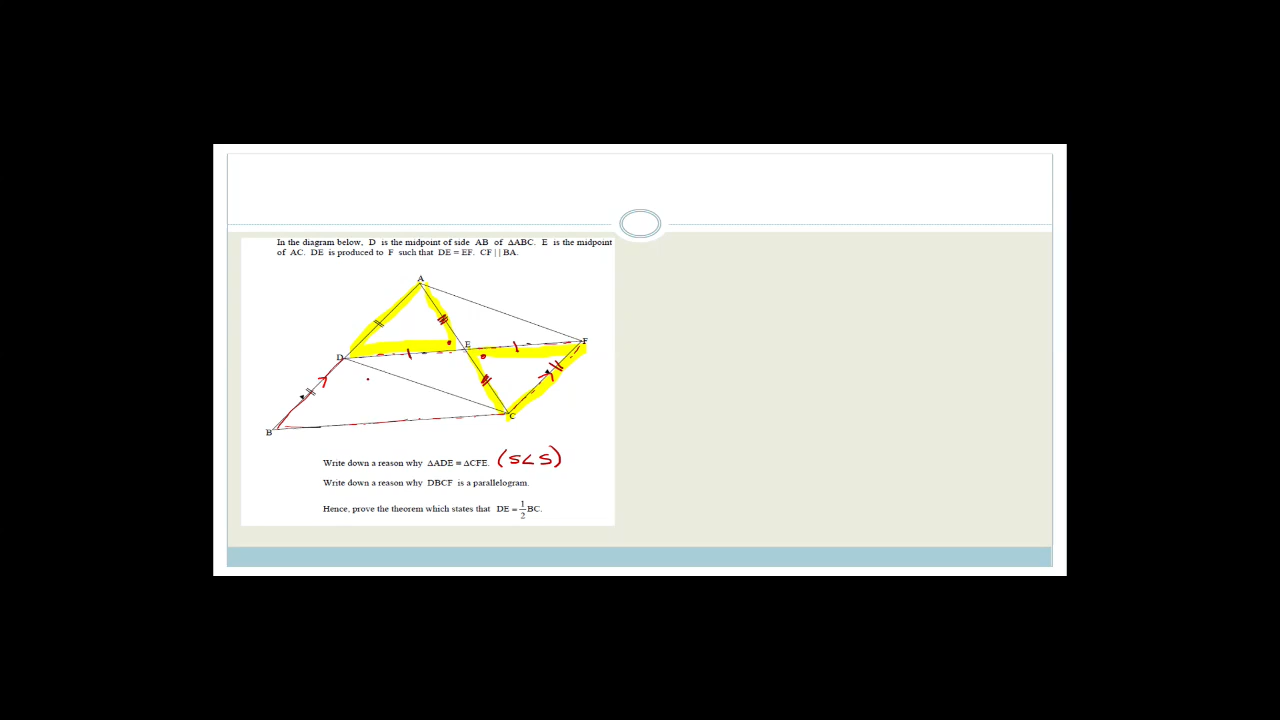 In the diagram below, D is the midpoint of side AB of ΔABC. E is the midpoint
of AC. DE is produced to F such that DE = EF. CF || BA.
A
F
E
D
C
B
Write down a reason why ΔADE ≡ ΔCFE. (S<S)
Write down a reason why DBCF is a parallelogram.
Hence, prove the theorem which states that DE = 1/2 BC.